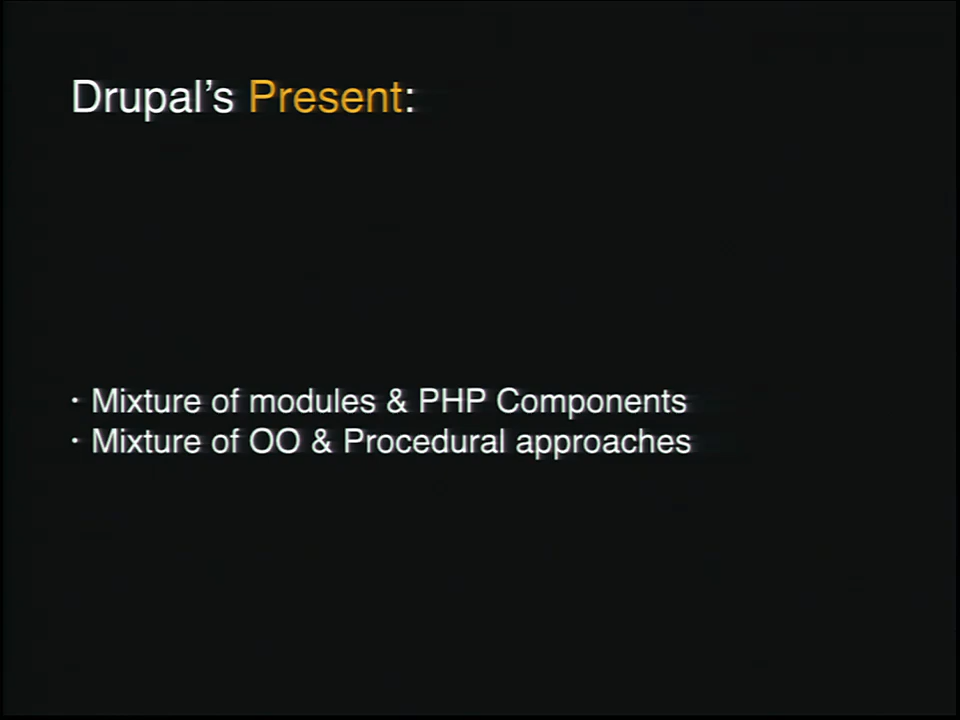 Drupal’s Present:
· Mixture of modules & PHP Components
· Mixture of OO & Procedural approaches